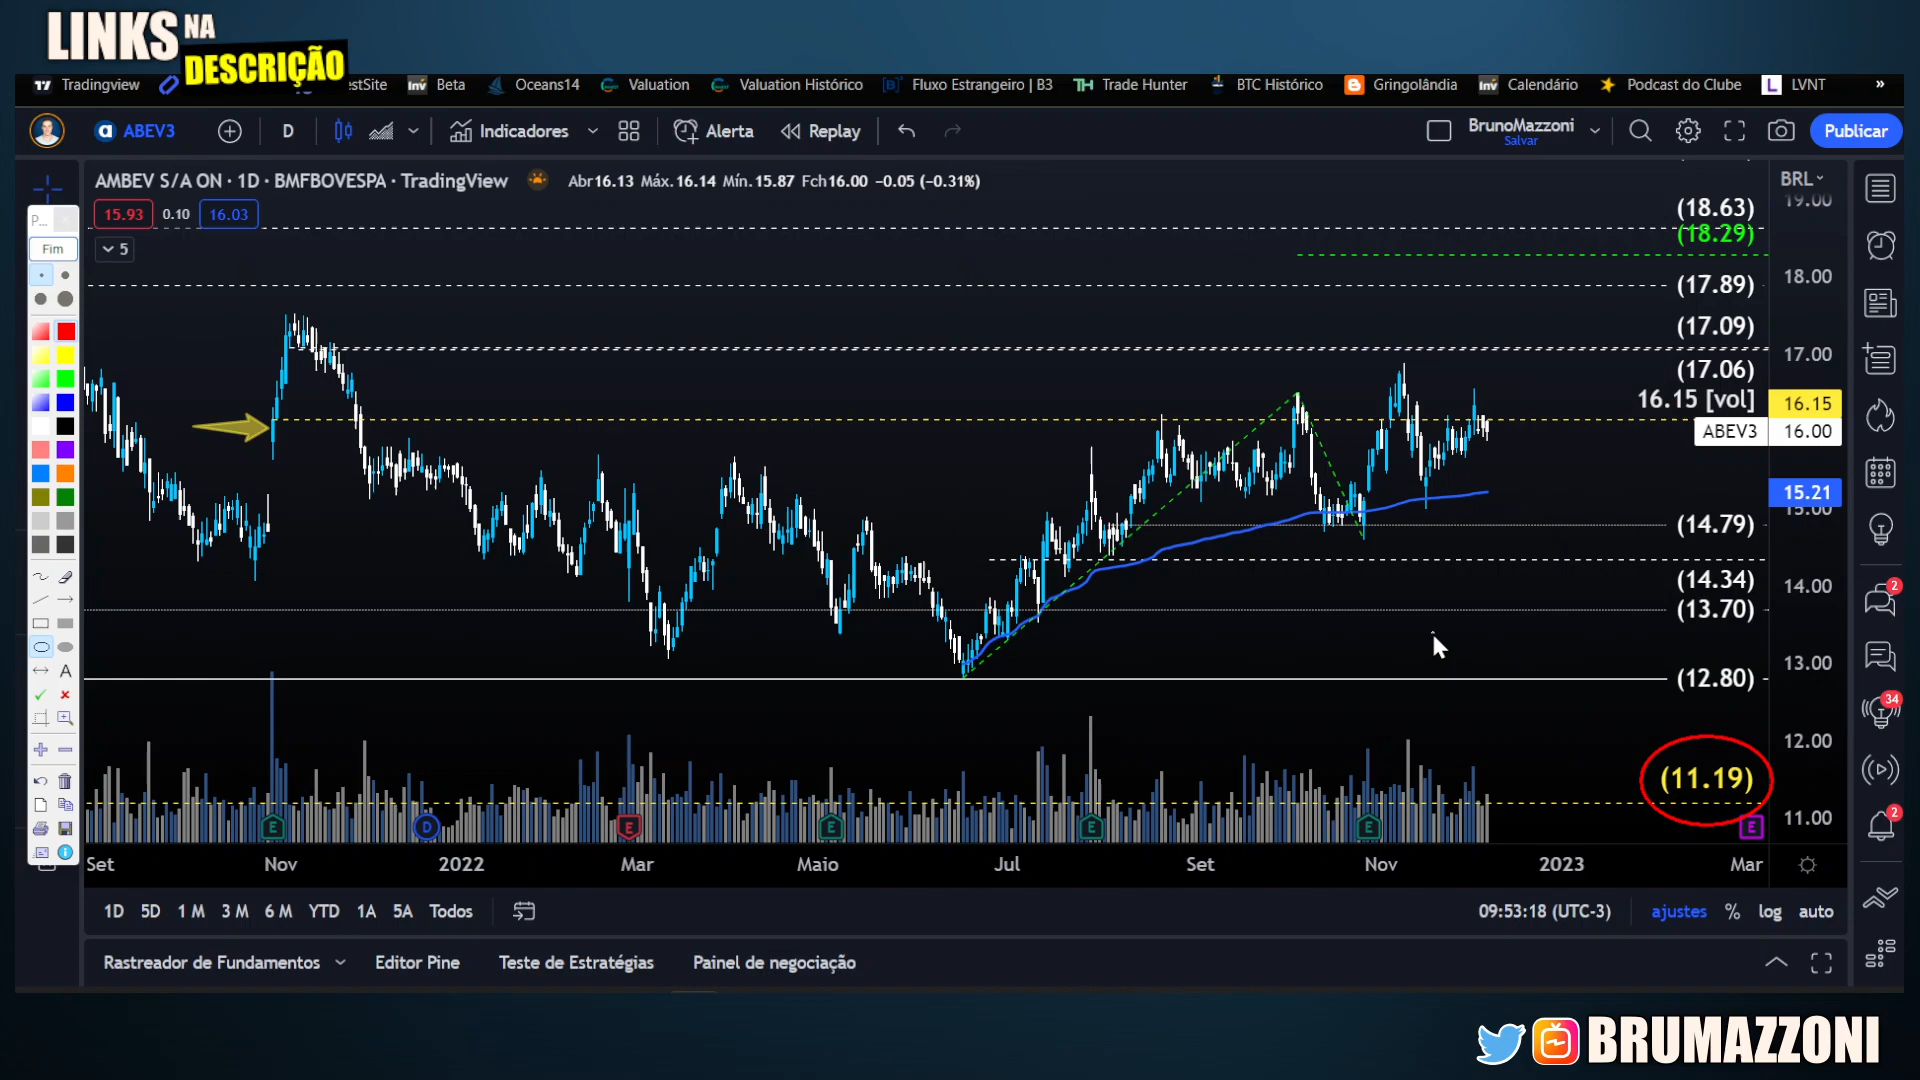 LINKS NA
DESCRIÇÃO
Tradingview
estSite
Beta
Oceans14
Valuation
Valuation Histórico
Fluxo Estrangeiro | B3
Trade Hunter
BTC Histórico
Gringolândia
Calendário
Podcast do Clube
LVNT
»
ABEV3
D
Indicadores
Alerta
Replay
BrunoMazzoni
Salvar
Publicar
AMBEV S/A ON · 1D · BMFBOVESPA · TradingView
Abr16.13 Máx.16.14 Mín.15.87 Fch16.00 −0.05 (−0.31%)
15.93 0.10 16.03
5
P...
Fim
A
BRL
19.00
18.00
17.00
16.15
ABEV3 16.00
15.21
15.00
14.00
13.00
12.00
11.00
(18.63)
(18.29)
(17.89)
(17.09)
(17.06)
16.15 [vol]
(14.79)
(14.34)
(13.70)
(12.80)
(11.19)
E D E E E E E
Set Nov 2022 Mar Maio Jul Set Nov 2023 Mar
1D 5D 1 M 3 M 6 M YTD 1A 5A Todos
09:53:18 (UTC-3)
ajustes % log auto
Rastreador de Fundamentos
Editor Pine
Teste de Estratégias
Painel de negociação
2
34
2
BRUMAZZONI